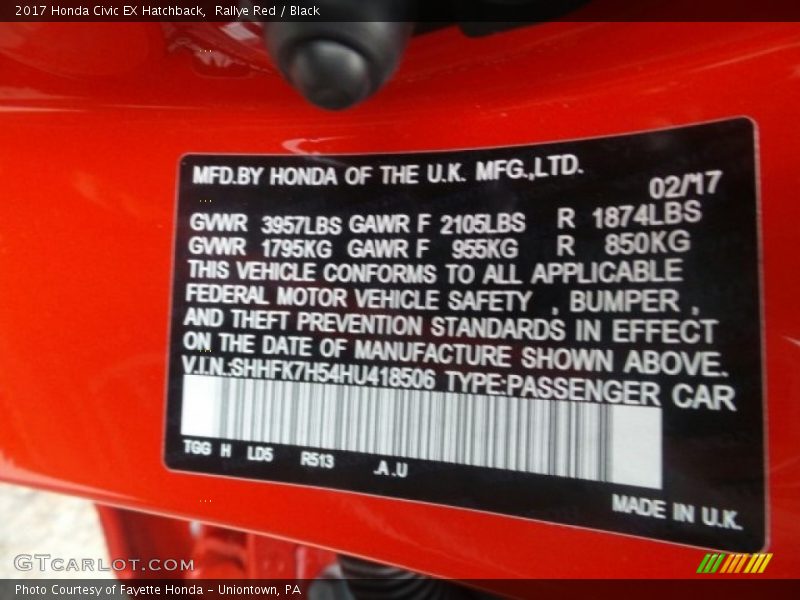 2017 Honda Civic EX Hatchback, Rallye Red / Black
MFD.BY HONDA OF THE U.K. MFG.,LTD.
02/'17
GVWR 3957LBS GAWR F 2105LBS R 1874LBS
GVWR 1795KG GAWR F 955KG R 850KG
THIS VEHICLE CONFORMS TO ALL APPLICABLE
FEDERAL MOTOR VEHICLE SAFETY , BUMPER ,
AND THEFT PREVENTION STANDARDS IN EFFECT
ON THE DATE OF MANUFACTURE SHOWN ABOVE.
V.I.N.:SHHFK7H54HU418506 TYPE:PASSENGER CAR
TGG H LD5 R513 .A.U
MADE IN U.K.
GTCARLOT.COM
Photo Courtesy of Fayette Honda - Uniontown, PA